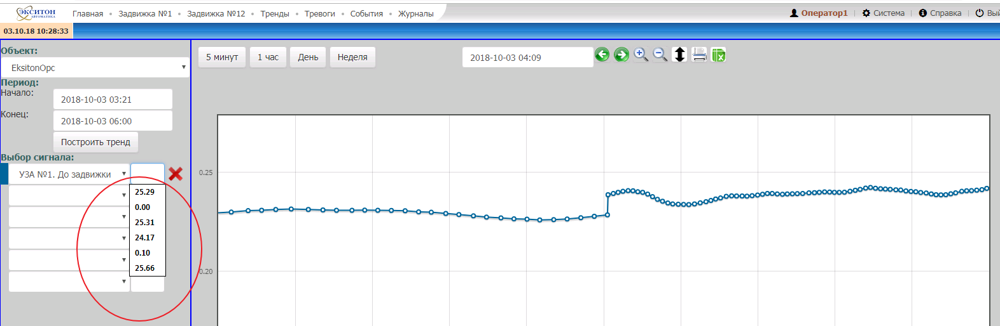 ЭКСИТОН
АВТОМАТИКА
Главная • Задвижка №1 • Задвижка №12 • Тренды • Тревоги • События • Журналы
Оператор1 | Система | Справка | Вый
03.10.18 10:28:33
Объект:
EksitonOpc
Период:
Начало:
2018-10-03 03:21
Конец:
2018-10-03 06:00
Построить тренд
Выбор сигнала:
УЗА №1. До задвижки
25.29
0.00
25.31
24.17
0.10
25.66
5 минут
1 час
День
Неделя
2018-10-03 04:09
0.25
0.20